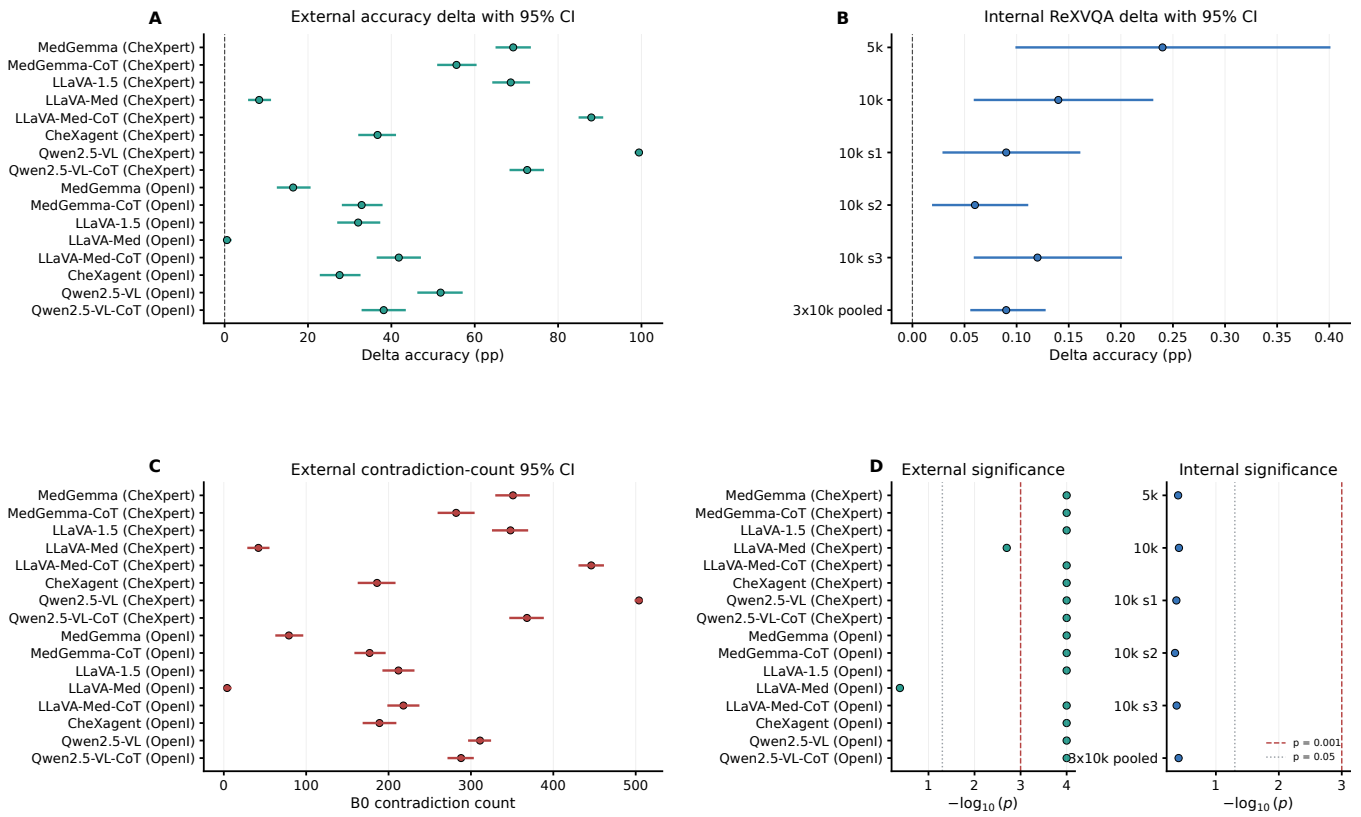 A
External accuracy delta with 95% CI
MedGemma (CheXpert)
MedGemma-CoT (CheXpert)
LLaVA-1.5 (CheXpert)
LLaVA-Med (CheXpert)
LLaVA-Med-CoT (CheXpert)
CheXagent (CheXpert)
Qwen2.5-VL (CheXpert)
Qwen2.5-VL-CoT (CheXpert)
MedGemma (OpenI)
MedGemma-CoT (OpenI)
LLaVA-1.5 (OpenI)
LLaVA-Med (OpenI)
LLaVA-Med-CoT (OpenI)
CheXagent (OpenI)
Qwen2.5-VL (OpenI)
Qwen2.5-VL-CoT (OpenI)
0 20 40 60 80 100
Delta accuracy (pp)
B
Internal ReXVQA delta with 95% CI
5k
10k
10k s1
10k s2
10k s3
3x10k pooled
0.00 0.05 0.10 0.15 0.20 0.25 0.30 0.35 0.40
Delta accuracy (pp)
C
External contradiction-count 95% CI
MedGemma (CheXpert)
MedGemma-CoT (CheXpert)
LLaVA-1.5 (CheXpert)
LLaVA-Med (CheXpert)
LLaVA-Med-CoT (CheXpert)
CheXagent (CheXpert)
Qwen2.5-VL (CheXpert)
Qwen2.5-VL-CoT (CheXpert)
MedGemma (OpenI)
MedGemma-CoT (OpenI)
LLaVA-1.5 (OpenI)
LLaVA-Med (OpenI)
LLaVA-Med-CoT (OpenI)
CheXagent (OpenI)
Qwen2.5-VL (OpenI)
Qwen2.5-VL-CoT (OpenI)
0 100 200 300 400 500
B0 contradiction count
D
External significance
MedGemma (CheXpert)
MedGemma-CoT (CheXpert)
LLaVA-1.5 (CheXpert)
LLaVA-Med (CheXpert)
LLaVA-Med-CoT (CheXpert)
CheXagent (CheXpert)
Qwen2.5-VL (CheXpert)
Qwen2.5-VL-CoT (CheXpert)
MedGemma (OpenI)
MedGemma-CoT (OpenI)
LLaVA-1.5 (OpenI)
LLaVA-Med (OpenI)
LLaVA-Med-CoT (OpenI)
CheXagent (OpenI)
Qwen2.5-VL (OpenI)
Qwen2.5-VL-CoT (OpenI)
1 2 3 4
−log₁₀(p)
Internal significance
5k
10k
10k s1
10k s2
10k s3
3x10k pooled
p = 0.001
p = 0.05
1 2 3
−log₁₀(p)